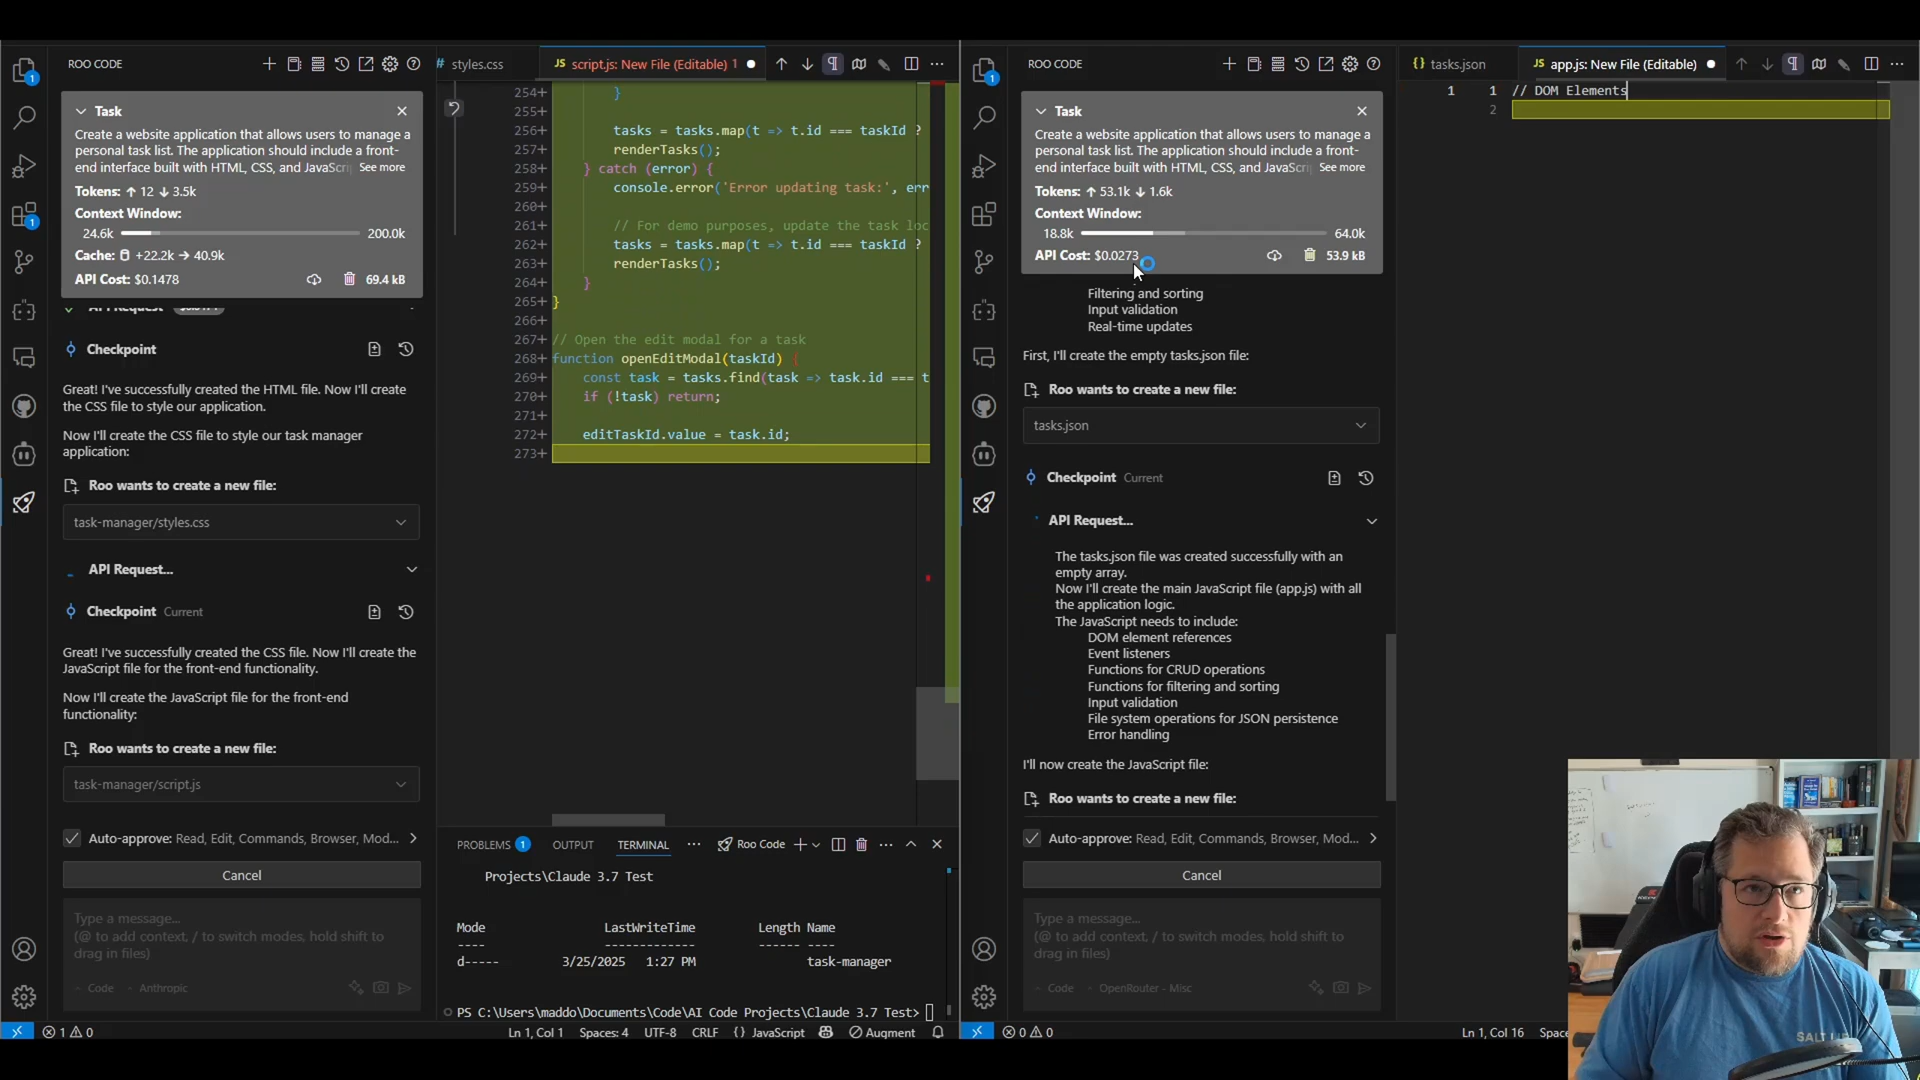 ROO CODE
Task
Create a website application that allows users to manage a
personal task list. The application should include a front-
end interface built with HTML, CSS, and JavaScri See more
Tokens: ↑ 12 ↓ 3.5k
Context Window:
24.6k 200.0k
Cache: +22.2k → 40.9k
API Cost: $0.1478 69.4 kB
API Request
Checkpoint
Great! I've successfully created the HTML file. Now I'll create
the CSS file to style our application.
Now I'll create the CSS file to style our task manager
application:
Roo wants to create a new file:
task-manager/styles.css
API Request...
Checkpoint Current
Great! I've successfully created the CSS file. Now I'll create the
JavaScript file for the front-end functionality.
Now I'll create the JavaScript file for the front-end
functionality:
Roo wants to create a new file:
task-manager/script.js
Auto-approve: Read, Edit, Commands, Browser, Mod...
Cancel
Type a message...
(@ to add context, / to switch modes, hold shift to
drag in files)
Code Anthropic
# styles.css
JS script.js: New File (Editable) 1
254+ }
255+
256+ tasks = tasks.map(t => t.id === taskId ?
257+ renderTasks();
258+ } catch (error) {
259+ console.error('Error updating task:', err
260+
261+ // For demo purposes, update the task loc
262+ tasks = tasks.map(t => t.id === taskId ?
263+ renderTasks();
264+ }
265+ }
266+
267+ // Open the edit modal for a task
268+ function openEditModal(taskId) {
269+ const task = tasks.find(task => task.id === t
270+ if (!task) return;
271+
272+ editTaskId.value = task.id;
273+
PROBLEMS 1 OUTPUT TERMINAL Roo Code
Projects\Claude 3.7 Test
Mode LastWriteTime Length Name
---- ------------- ------ ----
d----- 3/25/2025 1:27 PM task-manager
PS C:\Users\maddo\Documents\Code\AI Code Projects\Claude 3.7 Test>
1 0 Ln 1, Col 1 Spaces: 4 UTF-8 CRLF {} JavaScript Augment
ROO CODE
Task
Create a website application that allows users to manage a
personal task list. The application should include a front-
end interface built with HTML, CSS, and JavaScri See more
Tokens: ↑ 53.1k ↓ 1.6k
Context Window:
18.8k 64.0k
API Cost: $0.0273 53.9 kB
Filtering and sorting
Input validation
Real-time updates
First, I'll create the empty tasks.json file:
Roo wants to create a new file:
tasks.json
Checkpoint Current
API Request...
The tasks.json file was created successfully with an
empty array.
Now I'll create the main JavaScript file (app.js) with all
the application logic.
The JavaScript needs to include:
DOM element references
Event listeners
Functions for CRUD operations
Functions for filtering and sorting
Input validation
File system operations for JSON persistence
Error handling
I'll now create the JavaScript file:
Roo wants to create a new file:
Auto-approve: Read, Edit, Commands, Browser, Mod...
Cancel
Type a message...
(@ to add context, / to switch modes, hold shift to
drag in files)
Code OpenRouter - Misc
{} tasks.json
JS app.js: New File (Editable)
1 1 // DOM Elements
2
0 0 Ln 1, Col 16 Space